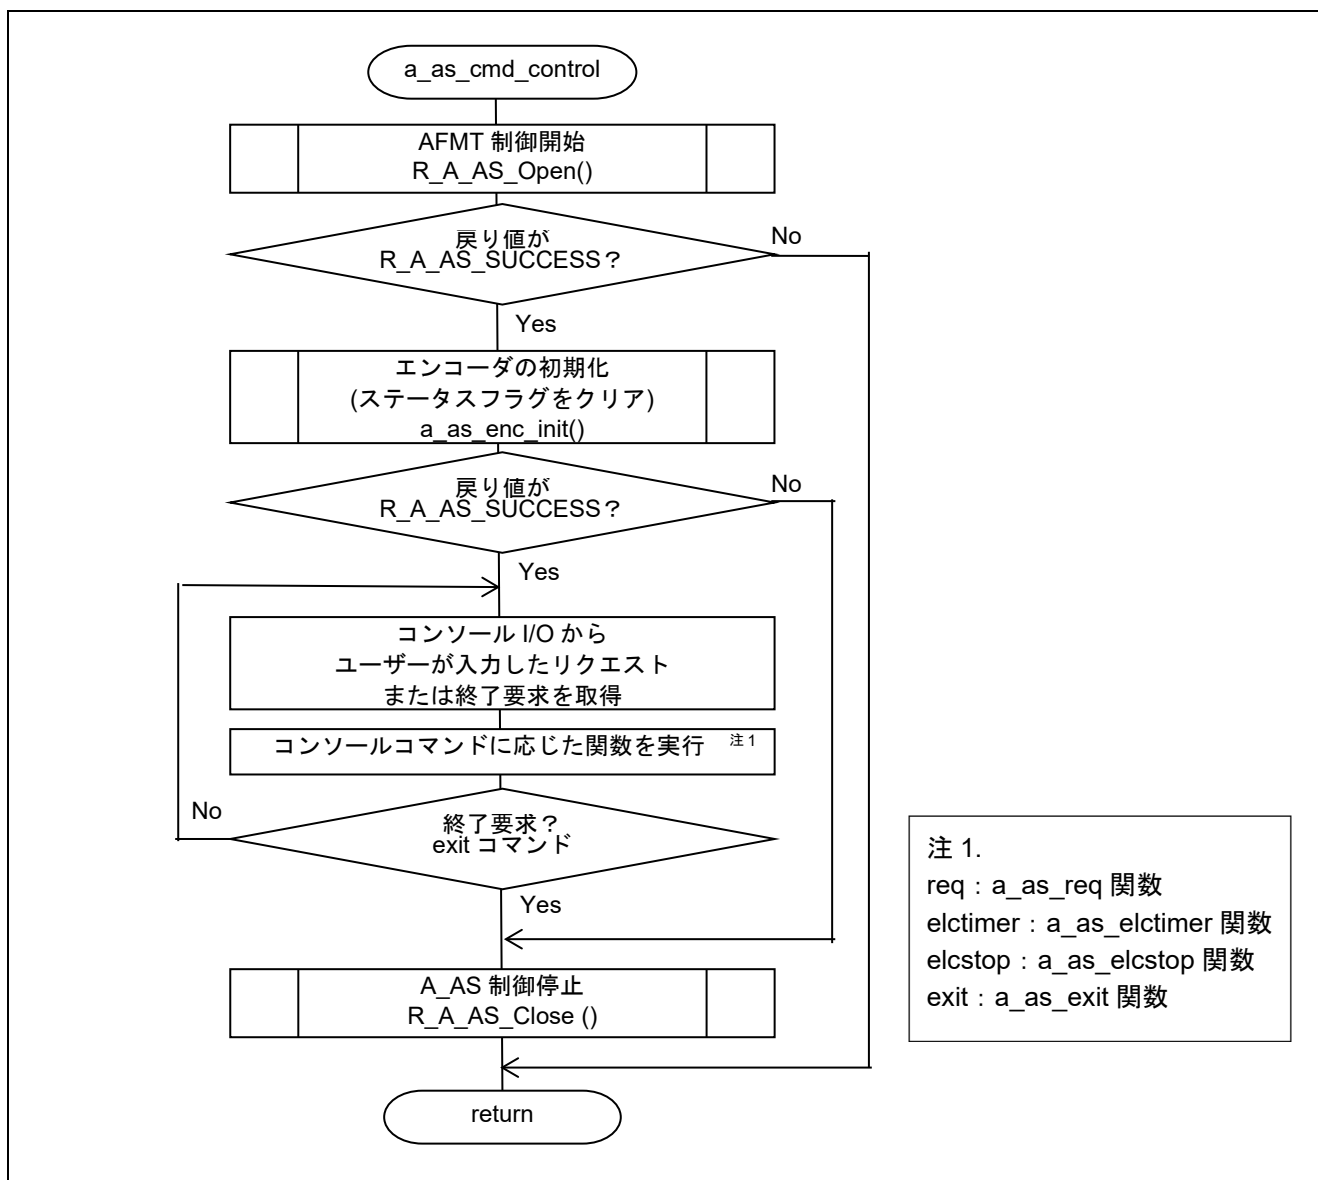 a_as_cmd_control
AFMT 制御開始
R_A_AS_Open()
戻り値が
R_A_AS_SUCCESS？
No
Yes
エンコーダの初期化
(ステータスフラグをクリア)
a_as_enc_init()
戻り値が
R_A_AS_SUCCESS？
No
Yes
コンソール I/O から
ユーザーが入力したリクエスト
または終了要求を取得
コンソールコマンドに応じた関数を実行 注 1
終了要求？
exit コマンド
No
Yes
A_AS 制御停止
R_A_AS_Close ()
return
注 1.
req：a_as_req 関数
elctimer：a_as_elctimer 関数
elcstop：a_as_elcstop 関数
exit：a_as_exit 関数